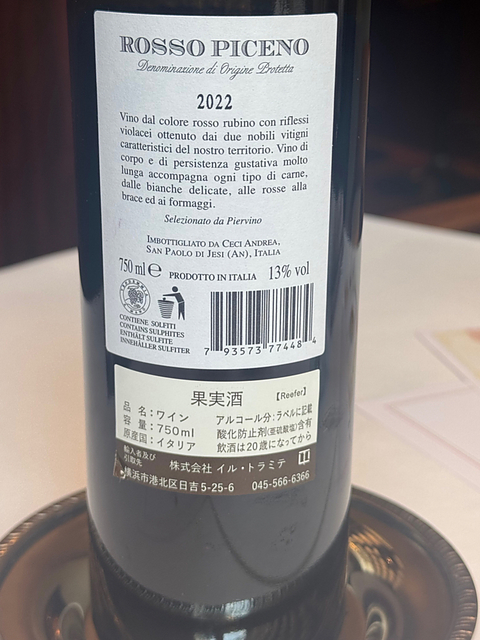 ROSSO PICENO
Denominazione di Origine Protetta
2022
Vino dal colore rosso rubino con riflessi
violacei ottenuto dai due nobili vitigni
caratteristici del nostro territorio. Vino di
corpo e di persistenza gustativa molto
lunga accompagna ogni tipo di carne,
dalle bianche delicate, alle rosse alla
brace ed ai formaggi.
Selezionato da Piervino
IMBOTTIGLIATO DA CECI ANDREA,
SAN PAOLO DI JESI (AN), ITALIA
750 ml e PRODOTTO IN ITALIA 13% vol
CONTIENE SOLFITI
CONTAINS SULPHITES
ENTHÄLT SULFITE
INNEHÅLLER SULFITER
7 93573 77448 4
果実酒 【Reefer】
品名:ワイン アルコール分:ラベルに記載
容量:750ml 酸化防止剤(亜硫酸塩)含有
原産国:イタリア 飲酒は20歳になってから
輸入者及び
引取先 株式会社 イル・トラミテ
横浜市港北区日吉5-25-6 045-566-6366